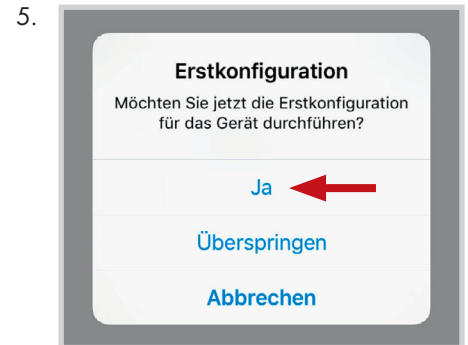 5.
Erstkonfiguration
Möchten Sie jetzt die Erstkonfiguration
für das Gerät durchführen?
Ja
Überspringen
Abbrechen